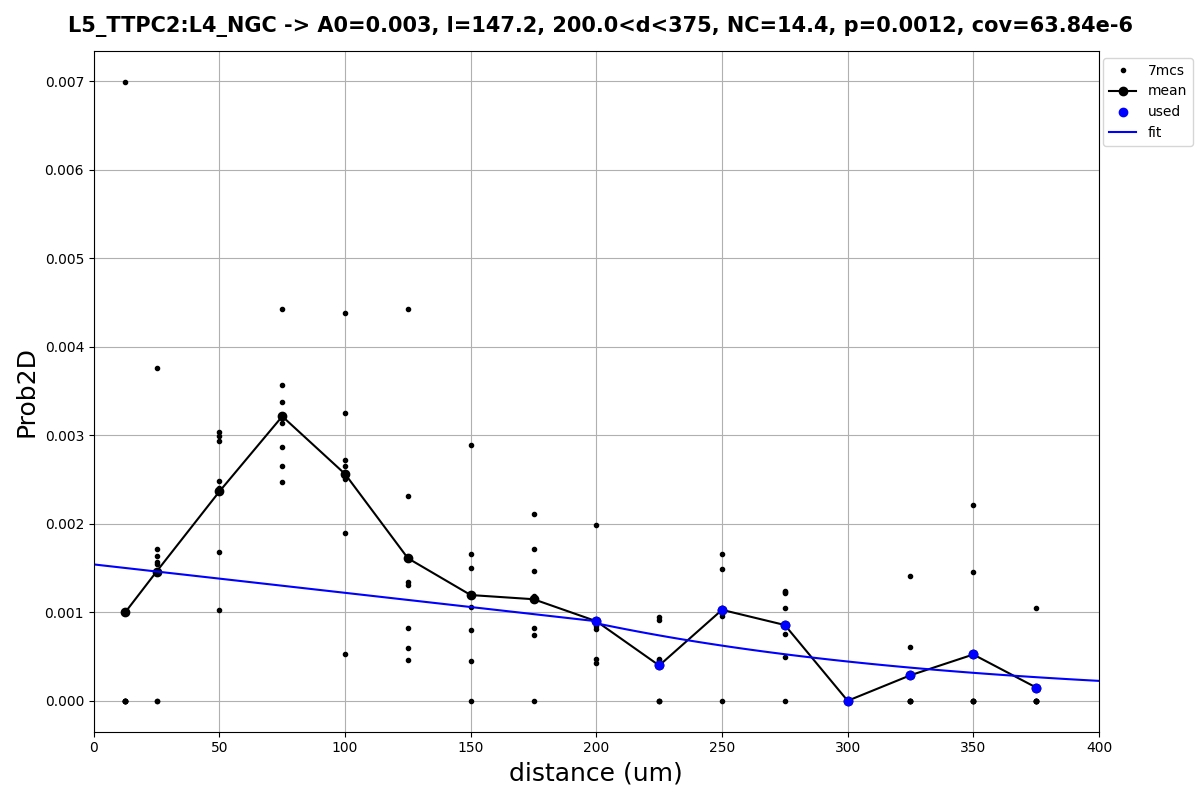 L5_TTPC2:L4_NGC -> A0=0.003, l=147.2, 200.0<d<375, NC=14.4, p=0.0012, cov=63.84e-6
7mcs
mean
used
fit
0.007
0.006
0.005
0.004
0.003
0.002
0.001
0.000
Prob2D
0
50
100
150
200
250
300
350
400
distance (um)